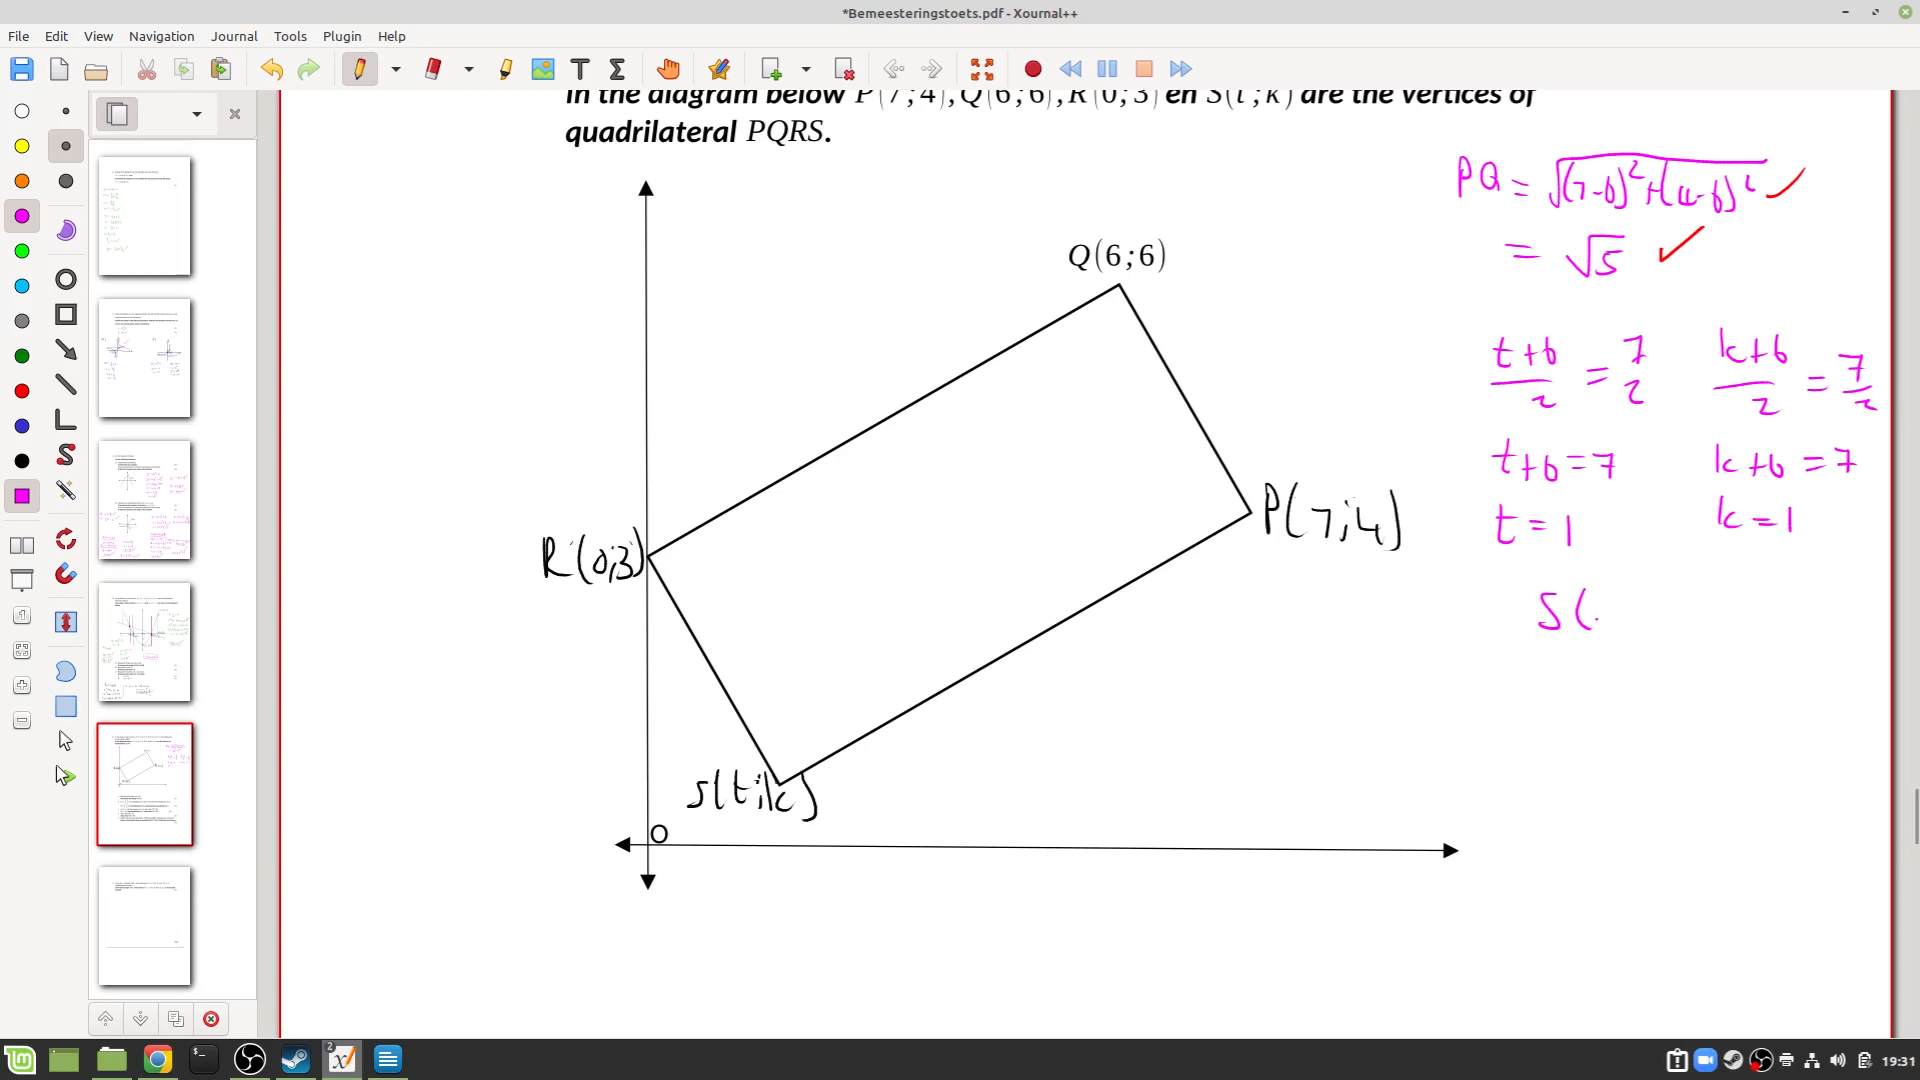 *Bemeesteringstoets.pdf - Xournal++
File Edit View Navigation Journal Tools Plugin Help
In the diagram below P(7;4),Q(6;6),R(0;3) en S(t;k) are the vertices of
quadrilateral PQRS.
PQ = √(7-6)²+(4-6)²
= √5
Q(6;6)
t+6/2 = 7/2 k+6/2 = 7/2
t+6=7 k+6=7
P(7;4)
t=1 k=1
R(0;3)
S(
S(t;k)
O
2
19:31